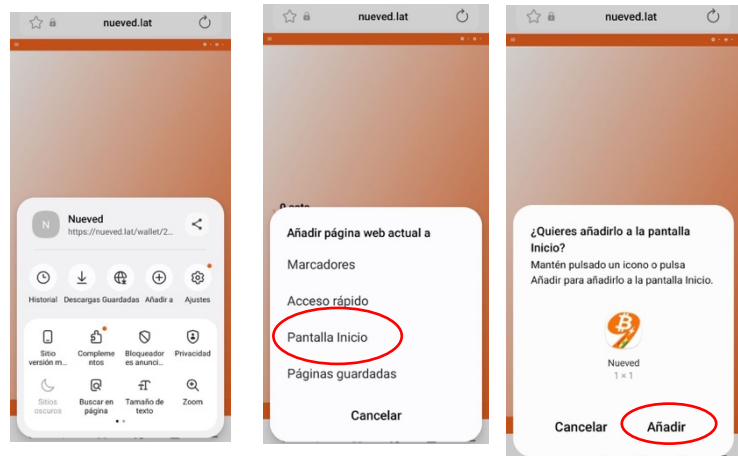 nueved.lat
N
Nueved
https://nueved.lat/wallet/2...
Historial
Descargas
Guardadas
Añadir a
Ajustes
Sitio
versión m...
Compleme
ntos
Bloqueador
es anunci...
Privacidad
Sitios
oscuros
Buscar en
página
Tamaño de
texto
Zoom
nueved.lat
Añadir página web actual a
Marcadores
Acceso rápido
Pantalla Inicio
Páginas guardadas
Cancelar
nueved.lat
¿Quieres añadirlo a la pantalla
Inicio?
Mantén pulsado un icono o pulsa
Añadir para añadirlo a la pantalla Inicio.
Nueved
1 × 1
Cancelar
Añadir